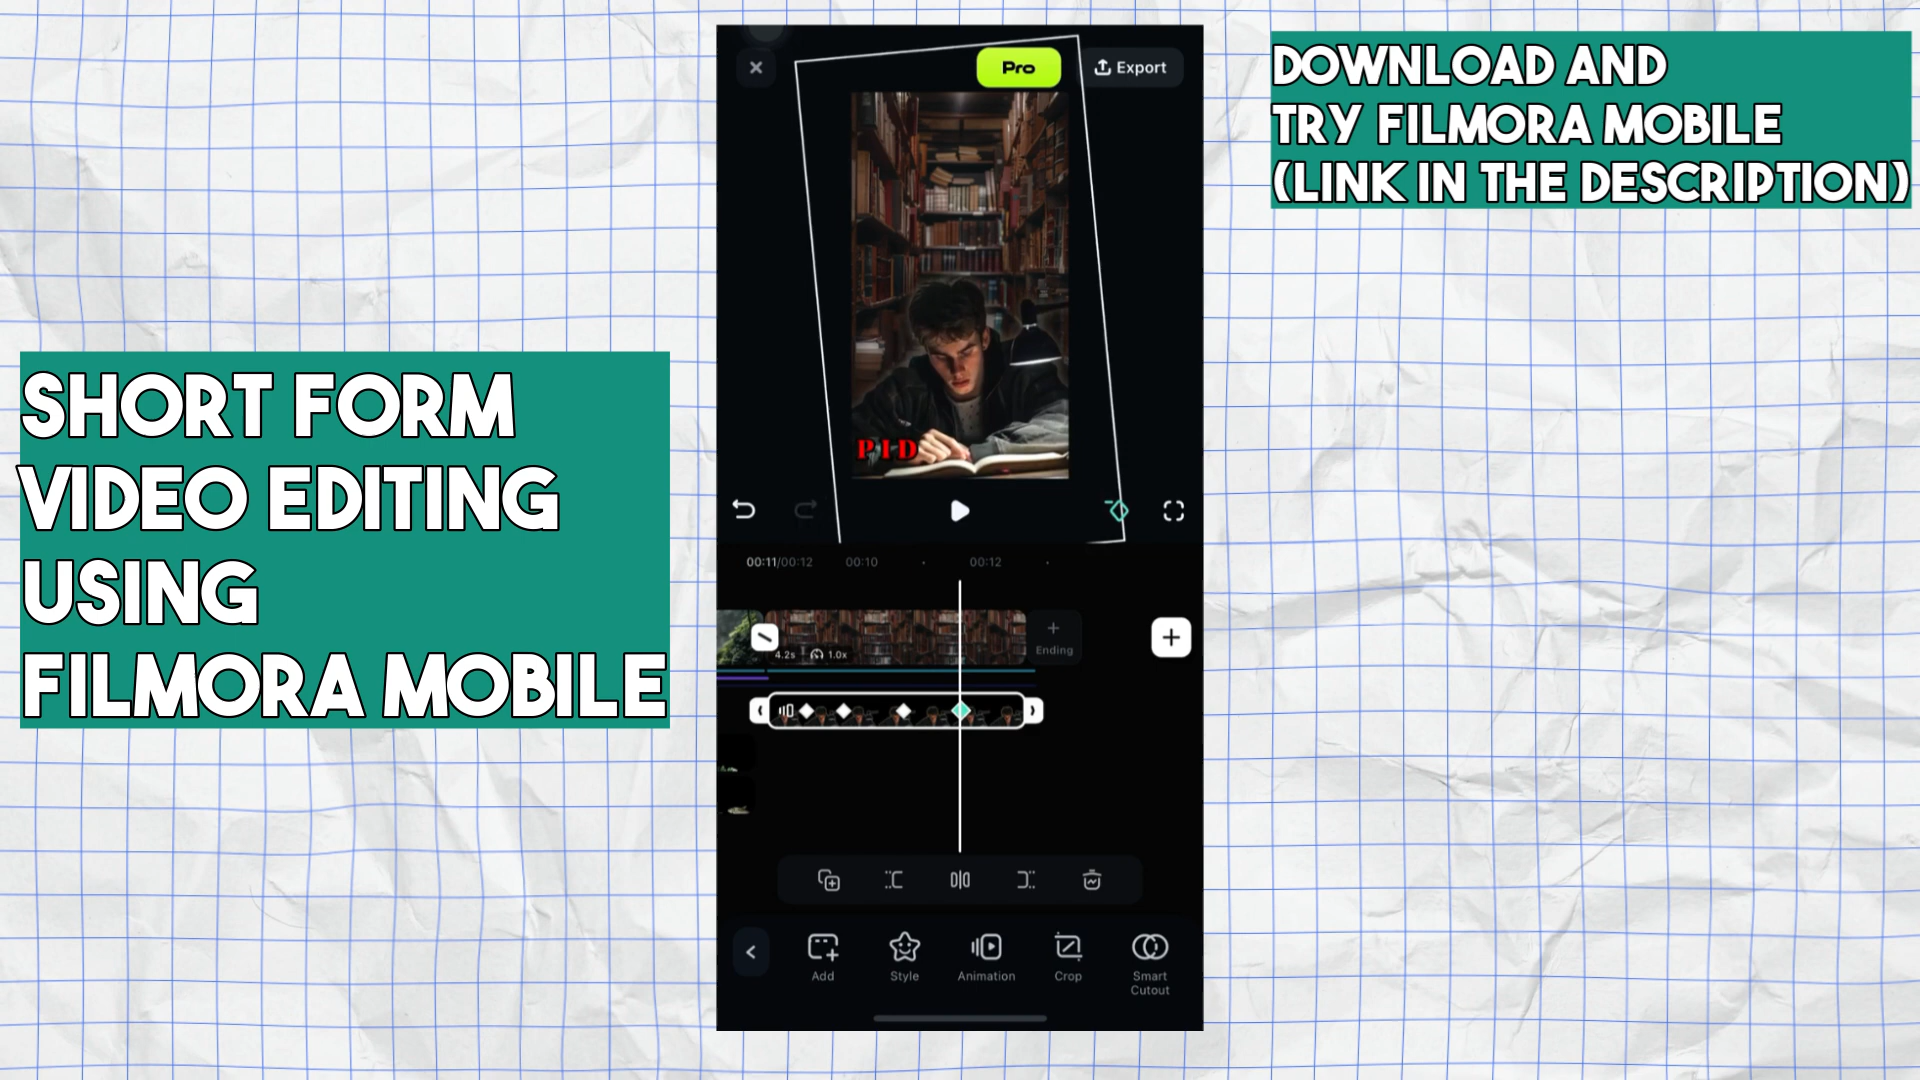 DOWNLOAD AND
TRY FILMORA MOBILE
(LINK IN THE DESCRIPTION)
SHORT FORM
VIDEO EDITING
USING
FILMORA MOBILE
Pro
Export
P I D
00:11/00:12
00:10
00:12
4.2s
1.0x
Ending
Add
Style
Animation
Crop
Smart
Cutout